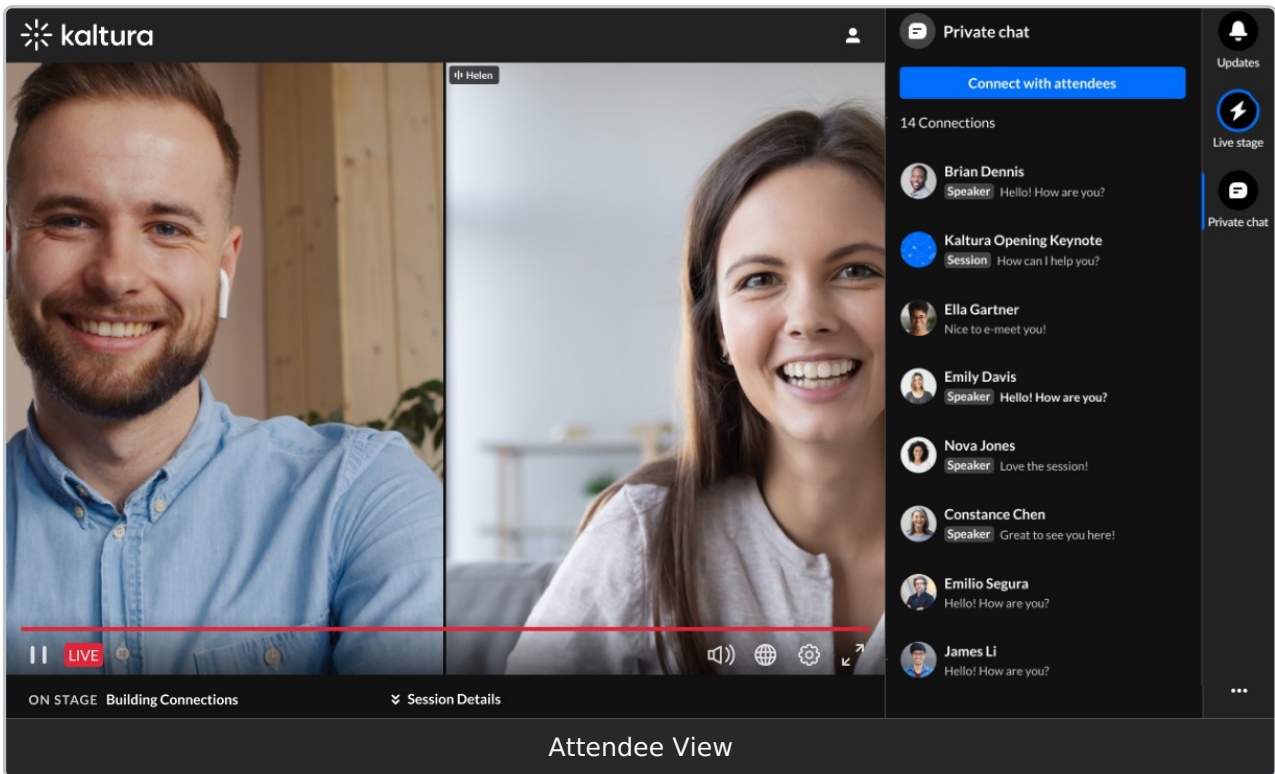 kaltura
Helen
LIVE
ON STAGE Building Connections
Session Details
Private chat
Connect with attendees
14 Connections
Brian Dennis
Speaker Hello! How are you?
Kaltura Opening Keynote
Session How can I help you?
Ella Gartner
Nice to e-meet you!
Emily Davis
Speaker Hello! How are you?
Nova Jones
Speaker Love the session!
Constance Chen
Speaker Great to see you here!
Emilio Segura
Hello! How are you?
James Li
Hello! How are you?
Updates
Live stage
Private chat
Attendee View